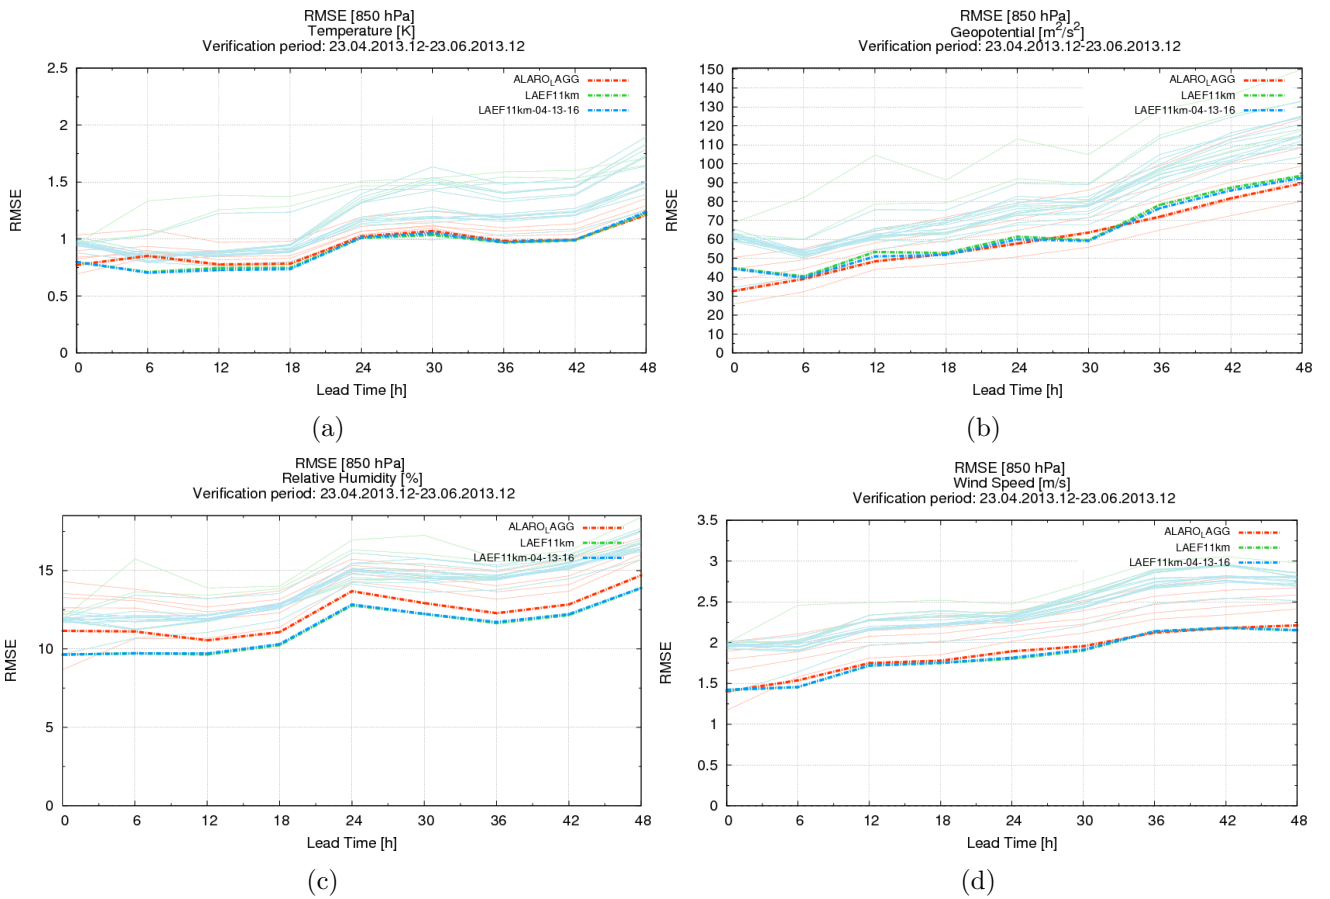 RMSE [850 hPa]
Temperature [K]
Verification period: 23.04.2013.12-23.06.2013.12
2.5
2
1.5
1
0.5
0
RMSE
ALARO_LAGG
LAEF11km
LAEF11km-04-13-16
0 6 12 18 24 30 36 42 48
Lead Time [h]
(a)
RMSE [850 hPa]
Geopotential [m²/s²]
Verification period: 23.04.2013.12-23.06.2013.12
150
140
130
120
110
100
90
80
70
60
50
40
30
20
10
0
RMSE
ALARO_LAGG
LAEF11km
LAEF11km-04-13-16
0 6 12 18 24 30 36 42 48
Lead Time [h]
(b)
RMSE [850 hPa]
Relative Humidity [%]
Verification period: 23.04.2013.12-23.06.2013.12
15
10
5
0
RMSE
ALARO_LAGG
LAEF11km
LAEF11km-04-13-16
0 6 12 18 24 30 36 42 48
Lead Time [h]
(c)
RMSE [850 hPa]
Wind Speed [m/s]
Verification period: 23.04.2013.12-23.06.2013.12
3.5
3
2.5
2
1.5
1
0.5
0
RMSE
ALARO_LAGG
LAEF11km
LAEF11km-04-13-16
0 6 12 18 24 30 36 42 48
Lead Time [h]
(d)